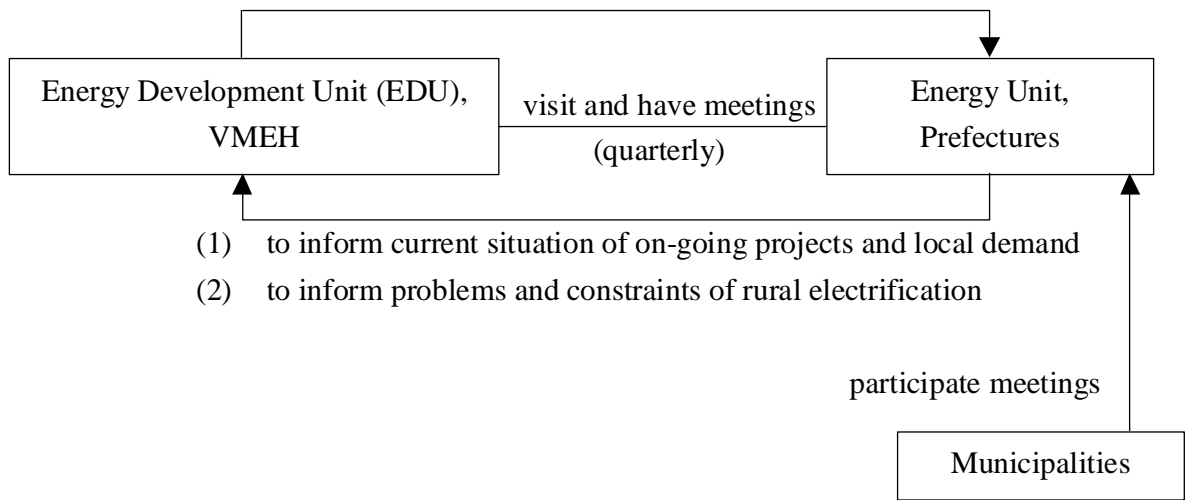 Energy Development Unit (EDU),
VMEH
visit and have meetings
(quarterly)
Energy Unit,
Prefectures
(1) to inform current situation of on-going projects and local demand
(2) to inform problems and constraints of rural electrification
participate meetings
Municipalities